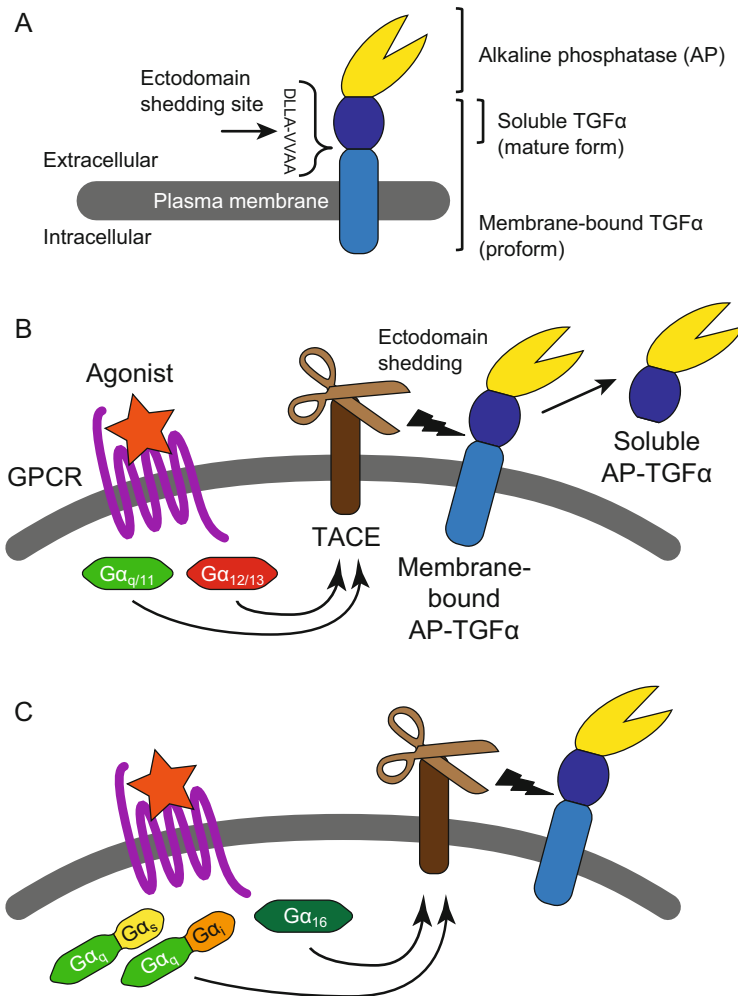 A
Alkaline phosphatase (AP)
Ectodomain
shedding site
DLLA-VVAA
Soluble TGFα
(mature form)
Extracellular
Plasma membrane
Intracellular
Membrane-bound TGFα
(proform)
B
Ectodomain
shedding
Agonist
GPCR
Soluble
AP-TGFα
TACE
Gαq/11
Gα12/13
Membrane-
bound
AP-TGFα
C
Gα16
Gαs
Gαq
Gαi
Gαq